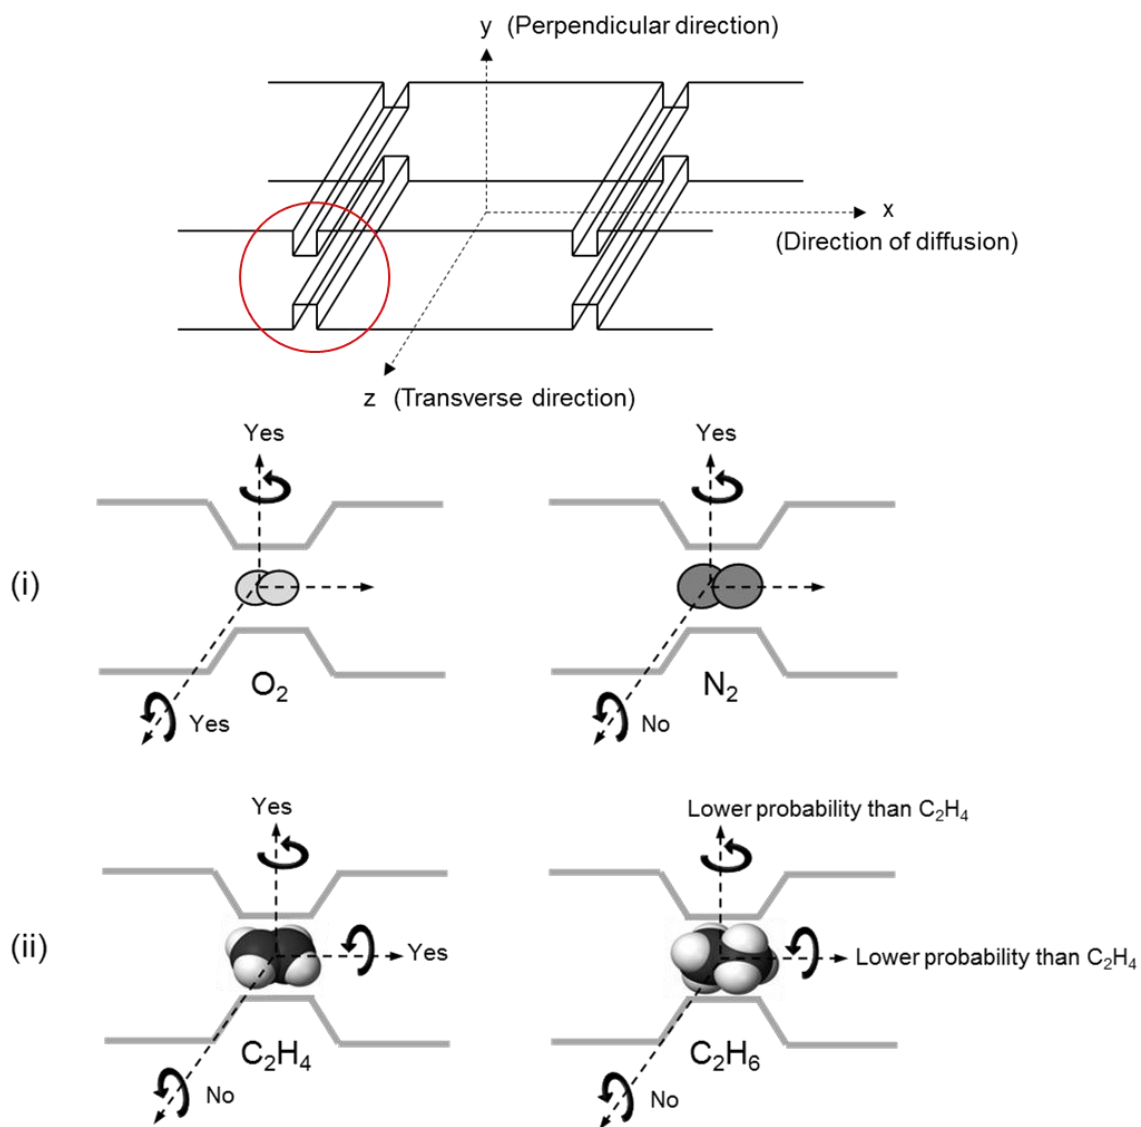 y (Perpendicular direction)
x
(Direction of diffusion)
z (Transverse direction)
Yes
Yes
(i)
O₂
N₂
Yes
No
Yes
Lower probability than C₂H₄
(ii)
Yes
Lower probability than C₂H₄
C₂H₄
C₂H₆
No
No